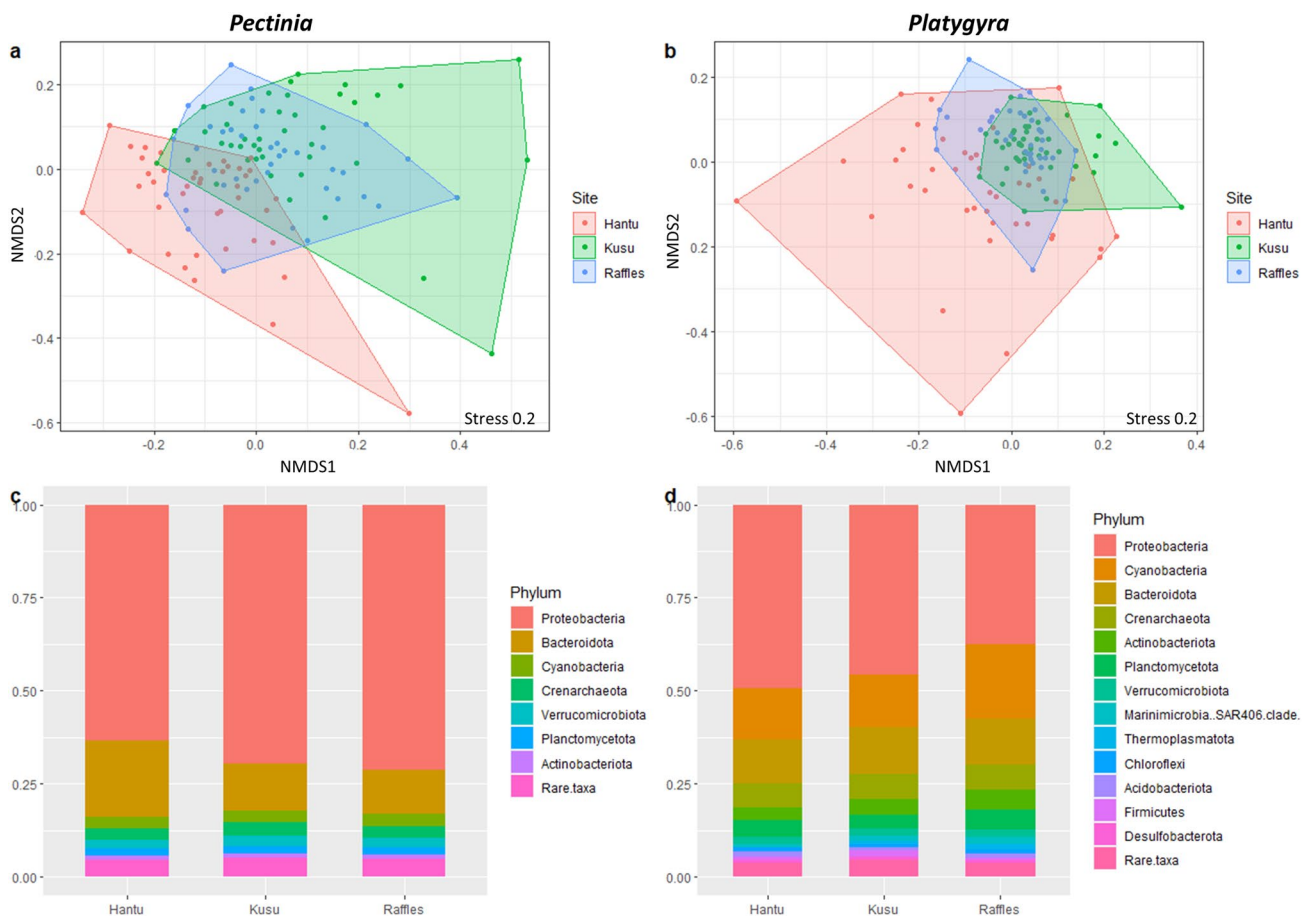 Pectinia
Platygyra
a
b
0.2
0.0
-0.2
-0.4
-0.6
NMDS2
-0.2
0.0
0.2
0.4
NMDS1
Stress 0.2
Site
Hantu
Kusu
Raffles
0.2
0.0
0.2
-0.4
-0.6
NMDS2
-0.6
-0.4
-0.2
0.0
0.2
0.4
NMDS1
Stress 0.2
Site
Hantu
Kusu
Raffles
c
1.00
0.75
0.50
0.25
0.00
Hantu
Kusu
Raffles
Phylum
Proteobacteria
Bacteroidota
Cyanobacteria
Crenarchaeota
Verrucomicrobiota
Planctomycetota
Actinobacteriota
Rare.taxa
d
1.00
0.75
0.50
0.25
0.00
Hantu
Kusu
Raffles
Phylum
Proteobacteria
Cyanobacteria
Bacteroidota
Crenarchaeota
Actinobacteriota
Planctomycetota
Verrucomicrobiota
Marinimicrobia..SAR406.clade.
Thermoplasmatota
Chloroflexi
Acidobacteriota
Firmicutes
Desulfobacterota
Rare.taxa